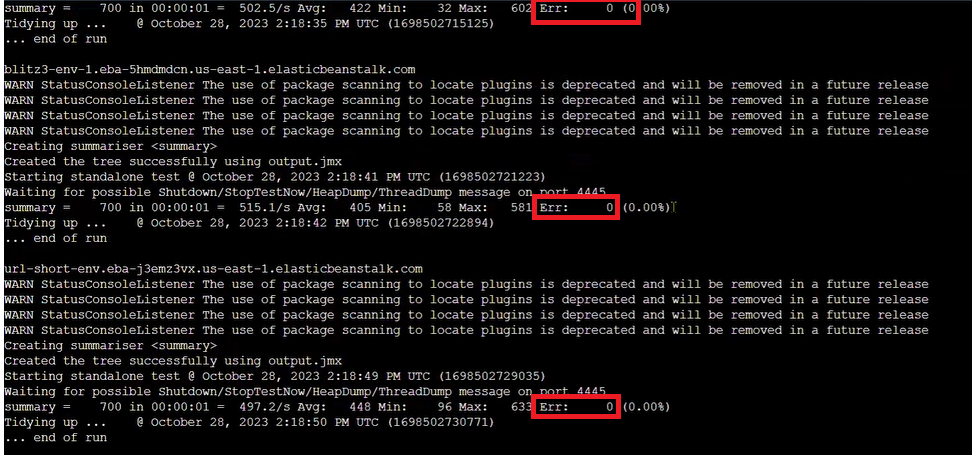 summary =    700 in 00:00:01 =  502.5/s Avg:   422 Min:    32 Max:   602 Err:     0 (0.00%)
Tidying up ...    @ October 28, 2023 2:18:35 PM UTC (1698502715125)
... end of run
blitz3-env-1.eba-5hmdmdcn.us-east-1.elasticbeanstalk.com
WARN StatusConsoleListener The use of package scanning to locate plugins is deprecated and will be removed in a future release
WARN StatusConsoleListener The use of package scanning to locate plugins is deprecated and will be removed in a future release
WARN StatusConsoleListener The use of package scanning to locate plugins is deprecated and will be removed in a future release
WARN StatusConsoleListener The use of package scanning to locate plugins is deprecated and will be removed in a future release
Creating summariser <summary>
Created the tree successfully using output.jmx
Starting standalone test @ October 28, 2023 2:18:41 PM UTC (1698502721223)
Waiting for possible Shutdown/StopTestNow/HeapDump/ThreadDump message on port 4445
summary =    700 in 00:00:01 =  515.1/s Avg:   405 Min:    58 Max:   581 Err:     0 (0.00%)
Tidying up ...    @ October 28, 2023 2:18:42 PM UTC (1698502722894)
... end of run
url-short-env.eba-j3emz3vx.us-east-1.elasticbeanstalk.com
WARN StatusConsoleListener The use of package scanning to locate plugins is deprecated and will be removed in a future release
WARN StatusConsoleListener The use of package scanning to locate plugins is deprecated and will be removed in a future release
WARN StatusConsoleListener The use of package scanning to locate plugins is deprecated and will be removed in a future release
WARN StatusConsoleListener The use of package scanning to locate plugins is deprecated and will be removed in a future release
Creating summariser <summary>
Created the tree successfully using output.jmx
Starting standalone test @ October 28, 2023 2:18:49 PM UTC (1698502729035)
Waiting for possible Shutdown/StopTestNow/HeapDump/ThreadDump message on port 4445
summary =    700 in 00:00:01 =  497.2/s Avg:   448 Min:    96 Max:   633 Err:     0 (0.00%)
Tidying up ...    @ October 28, 2023 2:18:50 PM UTC (1698502730771)
... end of run